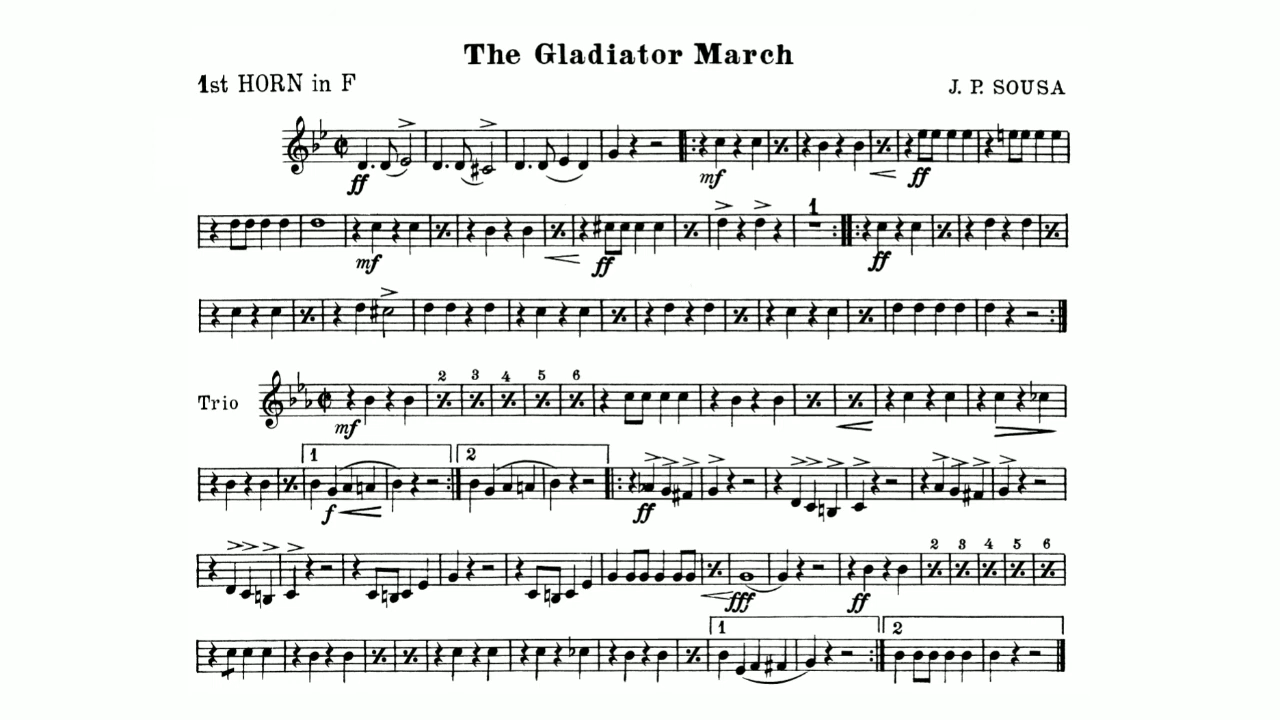 The Gladiator March
1st HORN in F
J. P. SOUSA
ff mf ff
1
mf ff ff
2 3 4 5 6
Trio
mf
1 2
f ff
2 3 4 5 6
fff ff
1 2